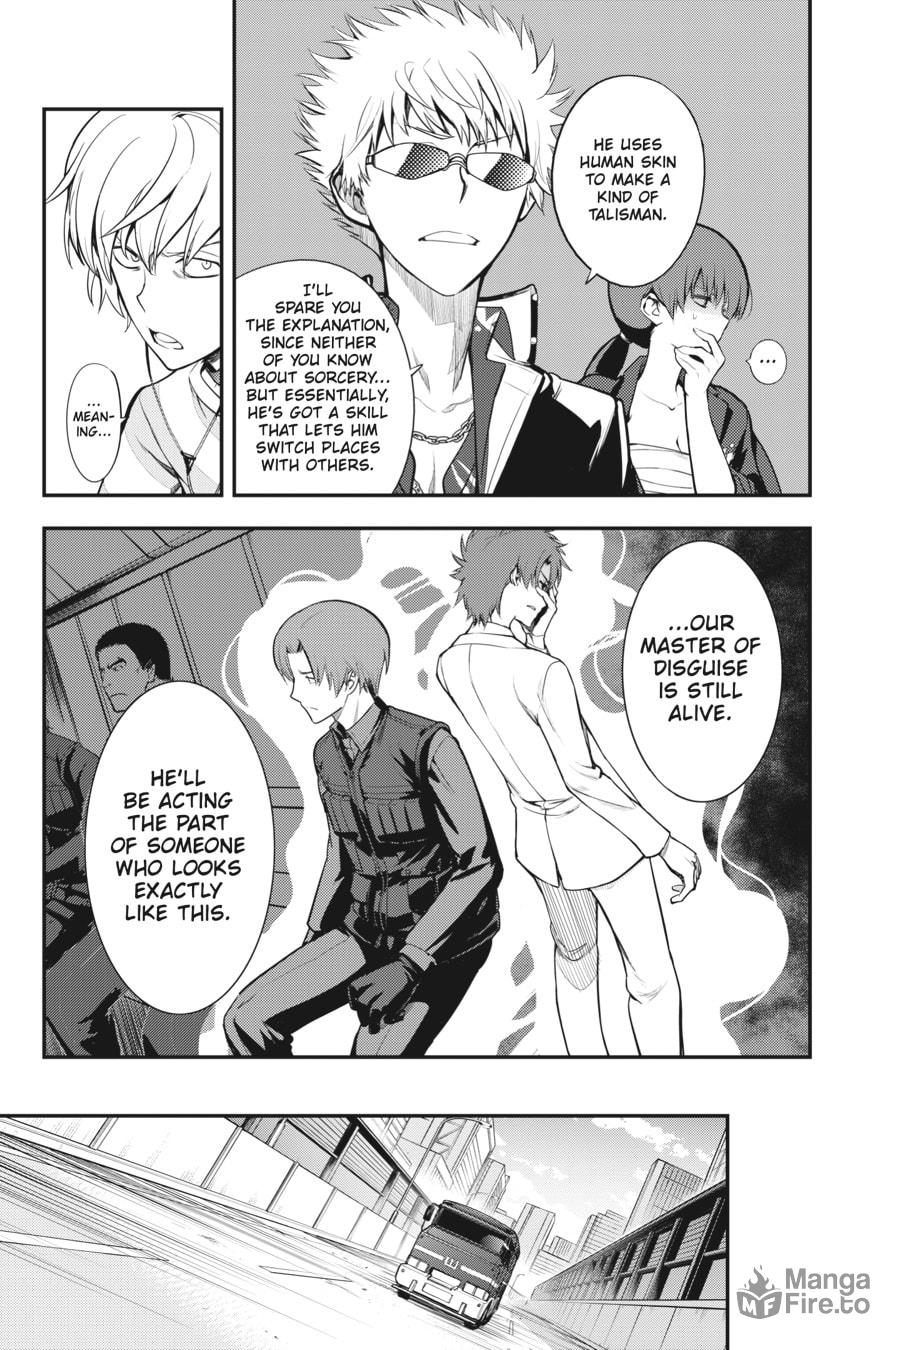 HE USES
HUMAN SKIN
TO MAKE A
KIND OF
TALISMAN.
...
I'LL
SPARE YOU
THE EXPLANATION,
SINCE NEITHER
OF YOU KNOW
ABOUT SORCERY...
BUT ESSENTIALLY,
HE'S GOT A SKILL
THAT LETS HIM
SWITCH PLACES
WITH OTHERS.
...
MEAN-
ING...
...OUR
MASTER OF
DISGUISE
IS STILL
ALIVE.
HE'LL
BE ACTING
THE PART
OF SOMEONE
WHO LOOKS
EXACTLY
LIKE THIS.
Manga
Fire.to
MF